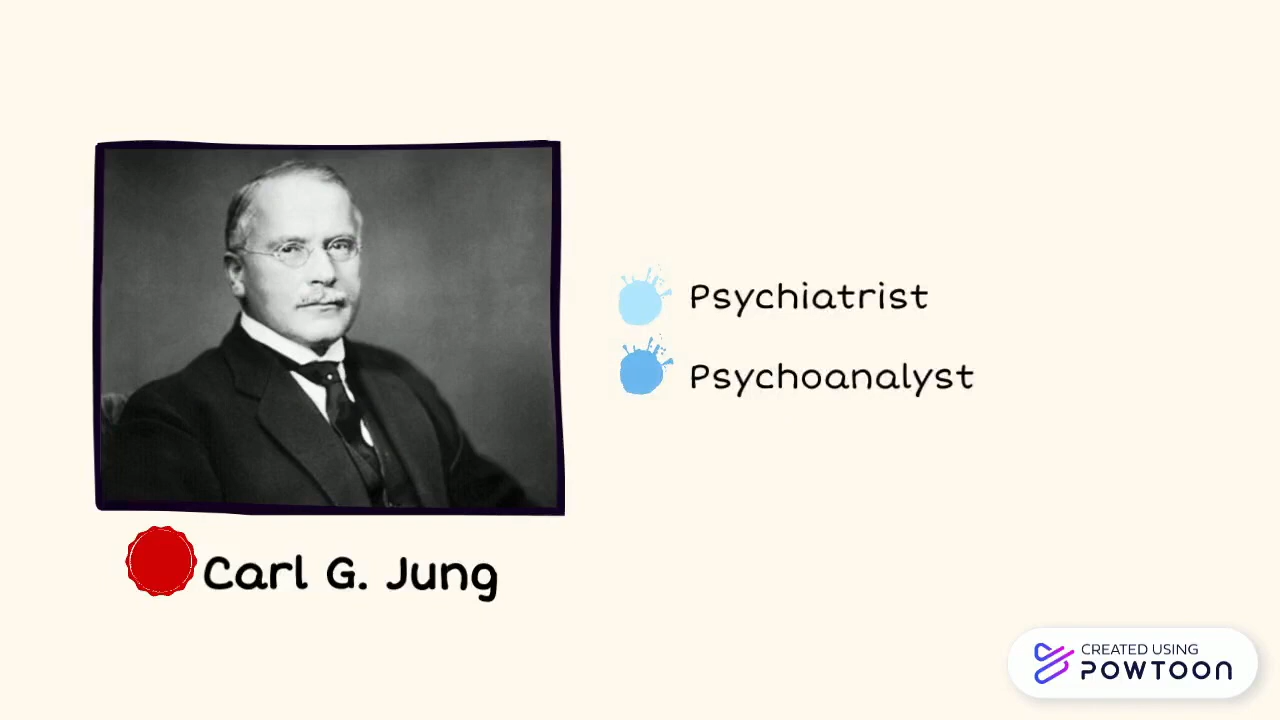 Psychiatrist
Psychoanalyst
Carl G. Jung
CREATED USING
POWTOON